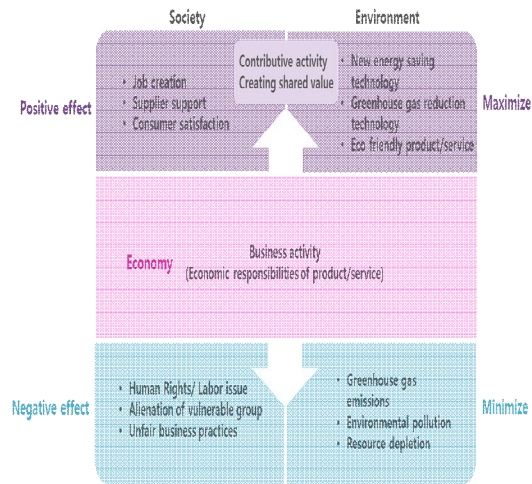 Society
Environment
Contributive activity
Creating shared value
• Job creation
• Supplier support
• Consumer satisfaction
• New energy saving
technology
• Greenhouse gas reduction
technology
• Eco friendly product/service
Positive effect
Maximize
Economy
Business activity
(Economic responsibilities of product/service)
• Human Rights/ Labor issue
• Alienation of vulnerable group
• Unfair business practices
• Greenhouse gas
emissions
• Environmental pollution
• Resource depletion
Negative effect
Minimize